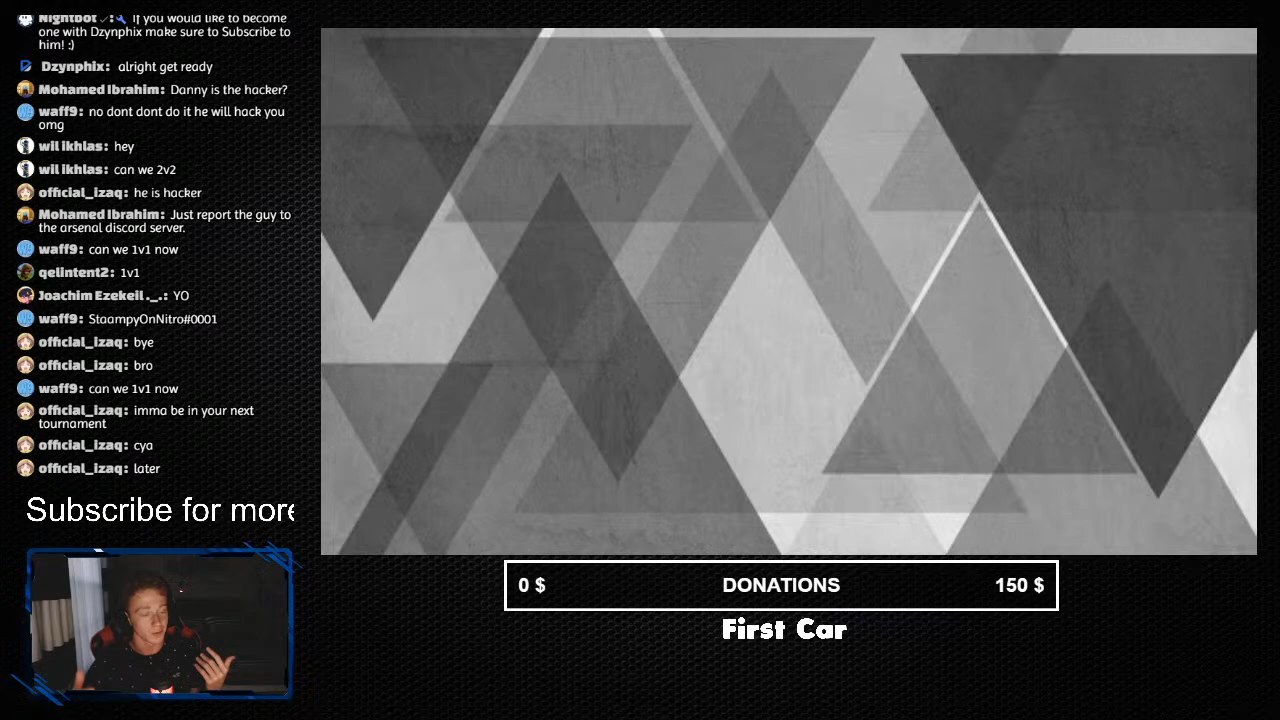 Nightbot : If you would like to become
one with Dzynphix make sure to Subscribe to
him! :)
Dzynphix: alright get ready
Mohamed Ibrahim: Danny is the hacker?
waff9: no dont dont do it he will hack you
omg
wil ikhlas: hey
wil ikhlas: can we 2v2
official_izaq: he is hacker
Mohamed Ibrahim: Just report the guy to
the arsenal discord server.
waff9: can we 1v1 now
qelintent2: 1v1
Joachim Ezekeil ._.: YO
waff9: StaampyOnNitro#0001
official_izaq: bye
official_izaq: bro
waff9: can we 1v1 now
official_izaq: imma be in your next
tournament
official_izaq: cya
official_izaq: later
Subscribe for more
0 $ DONATIONS 150 $
First Car